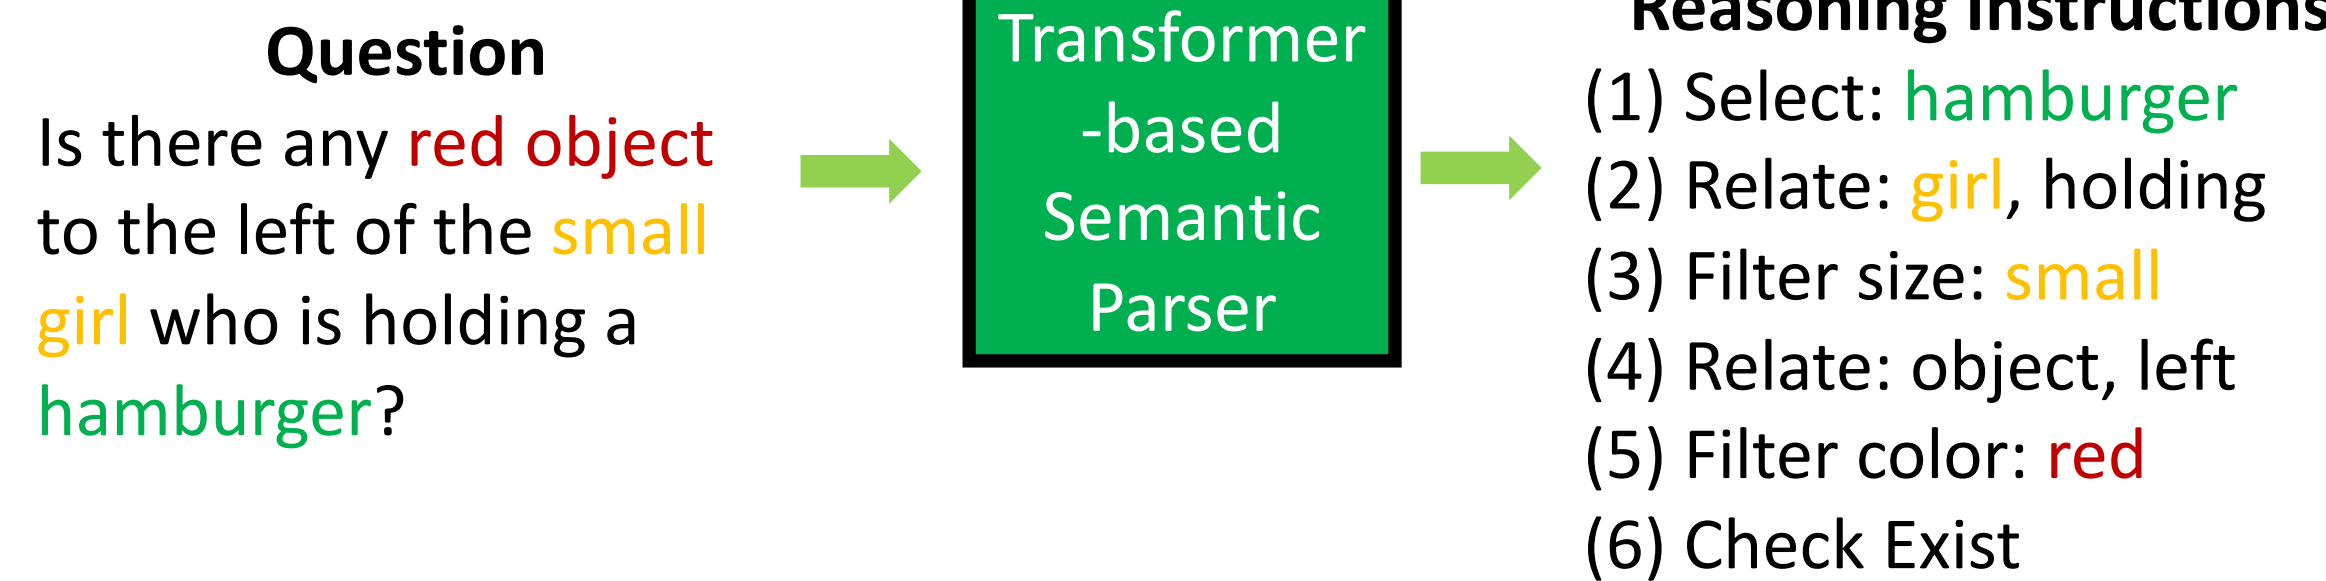 Question
Is there any red object
to the left of the small
girl who is holding a
hamburger?
Transformer
-based
Semantic
Parser
Reasoning Instructions
(1) Select: hamburger
(2) Relate: girl, holding
(3) Filter size: small
(4) Relate: object, left
(5) Filter color: red
(6) Check Exist